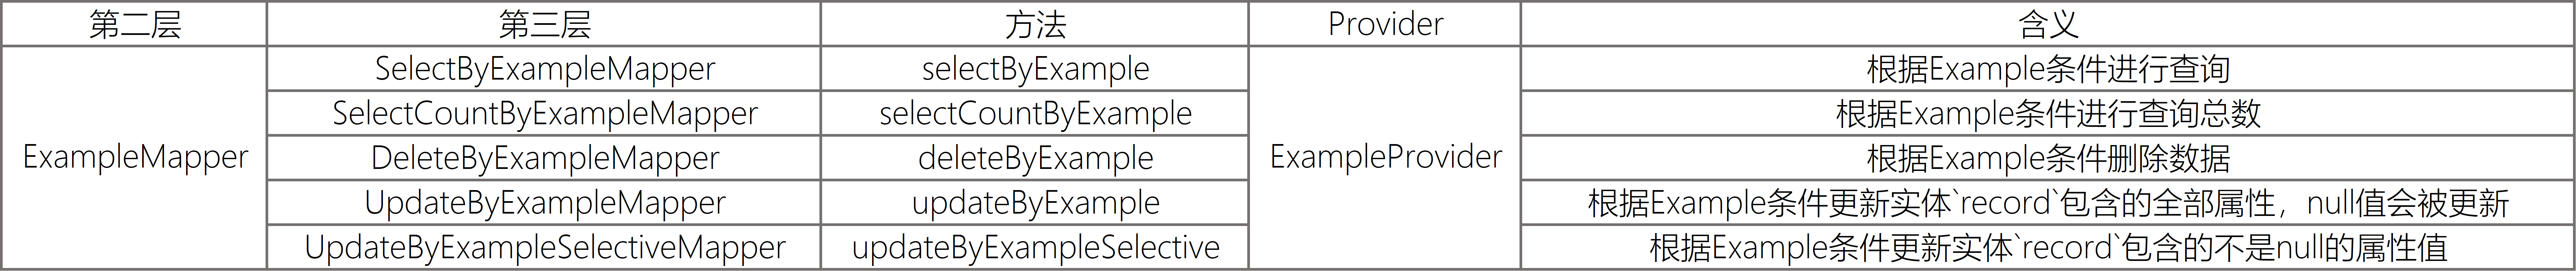 第二层 第三层 方法 Provider 含义
SelectByExampleMapper selectByExample 根据Example条件进行查询
SelectCountByExampleMapper selectCountByExample 根据Example条件进行查询总数
ExampleMapper DeleteByExampleMapper deleteByExample ExampleProvider 根据Example条件删除数据
UpdateByExampleMapper updateByExample 根据Example条件更新实体`record`包含的全部属性，null值会被更新
UpdateByExampleSelectiveMapper updateByExampleSelective 根据Example条件更新实体`record`包含的不是null的属性值